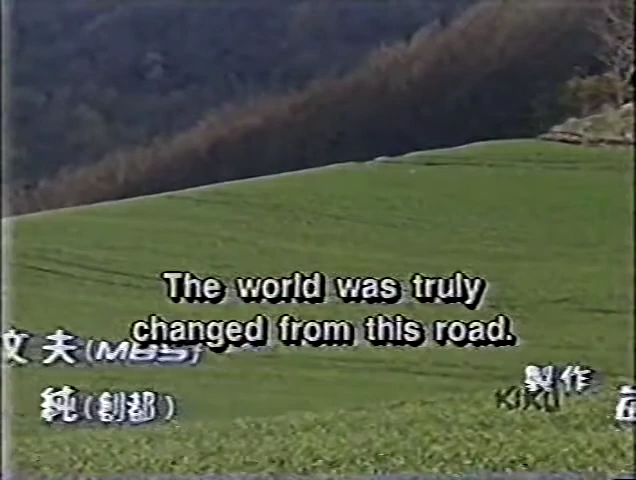 The world was truly
changed from this road.
文夫(MBS)
純(創都)
製作
KIKU